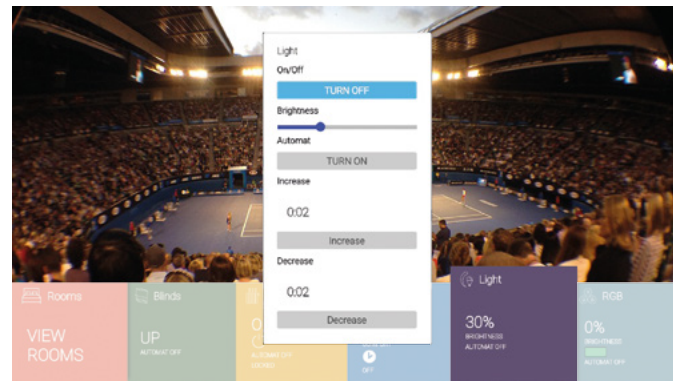 Light
On/Off
TURN OFF
Brightness
Automat
TURN ON
Increase
0:02
Increase
Decrease
0:02
Decrease
Rooms
VIEW
ROOMS
Blinds
UP
AUTOMAT OFF
AUTOMAT OFF
LOCKED
OFF
Light
30%
BRIGHTNESS
AUTOMAT OFF
RGB
0%
BRIGHTNESS
AUTOMAT OFF